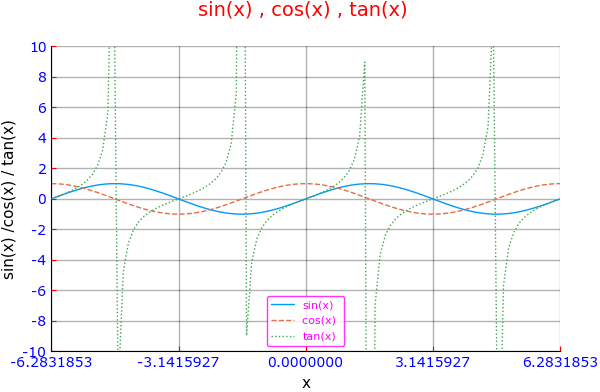 sin(x) , cos(x) , tan(x)
sin(x) /cos(x) / tan(x)
10
8
6
4
2
0
-2
-4
-6
-8
-10
sin(x)
cos(x)
tan(x)
-6.2831853 -3.1415927 0.0000000 3.1415927 6.2831853
x